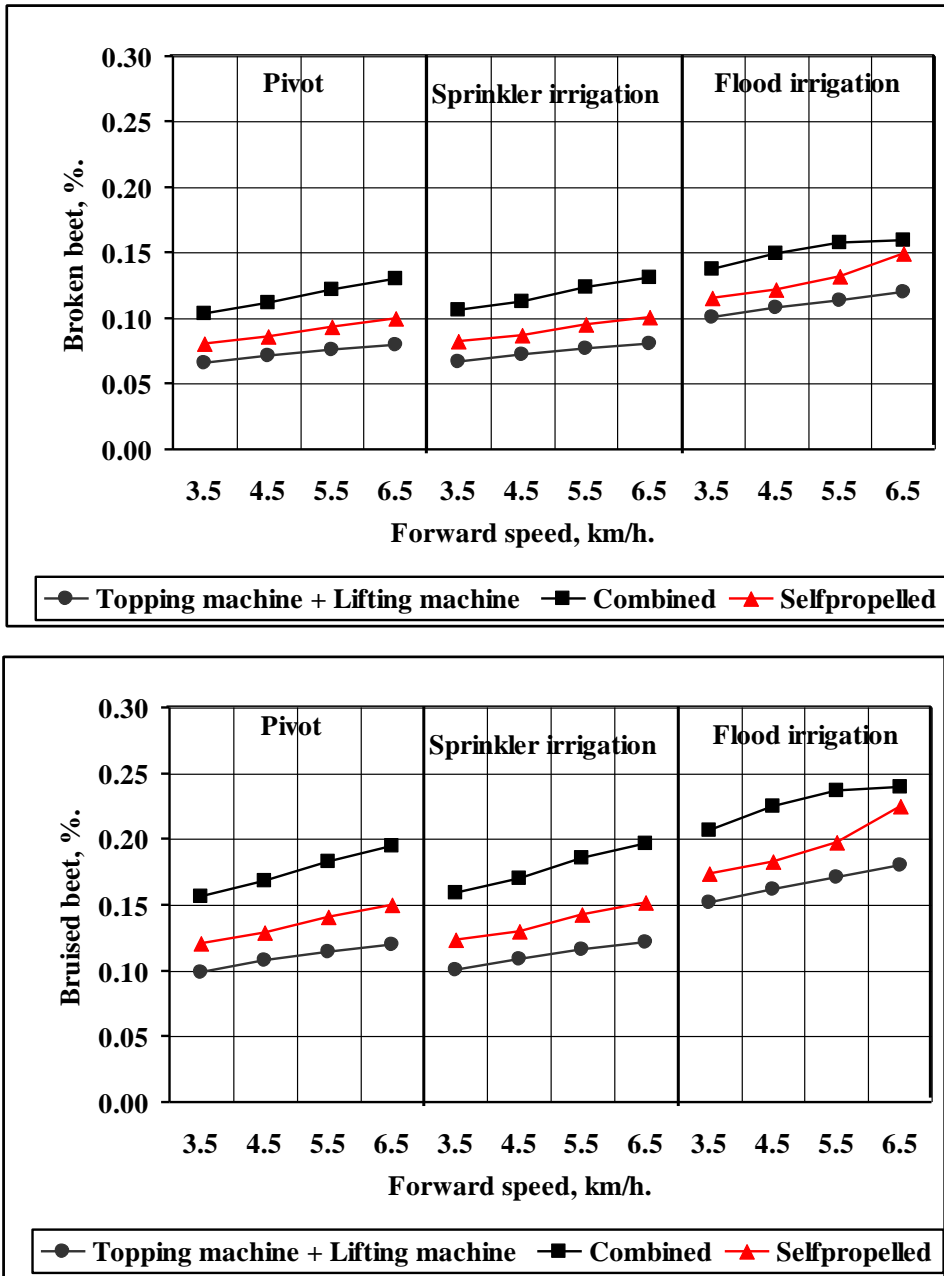 0.30
0.25
0.20
0.15
0.10
0.05
0.00
Broken beet, %.
Pivot
Sprinkler irrigation
Flood irrigation
3.5 4.5 5.5 6.5 3.5 4.5 5.5 6.5 3.5 4.5 5.5 6.5
Forward speed, km/h.
Topping machine + Lifting machine Combined Selfpropelled
0.30
0.25
0.20
0.15
0.10
0.05
0.00
Bruised beet, %.
Pivot
Sprinkler irrigation
Flood irrigation
3.5 4.5 5.5 6.5 3.5 4.5 5.5 6.5 3.5 4.5 5.5 6.5
Forward speed, km/h.
Topping machine + Lifting machine Combined Selfpropelled